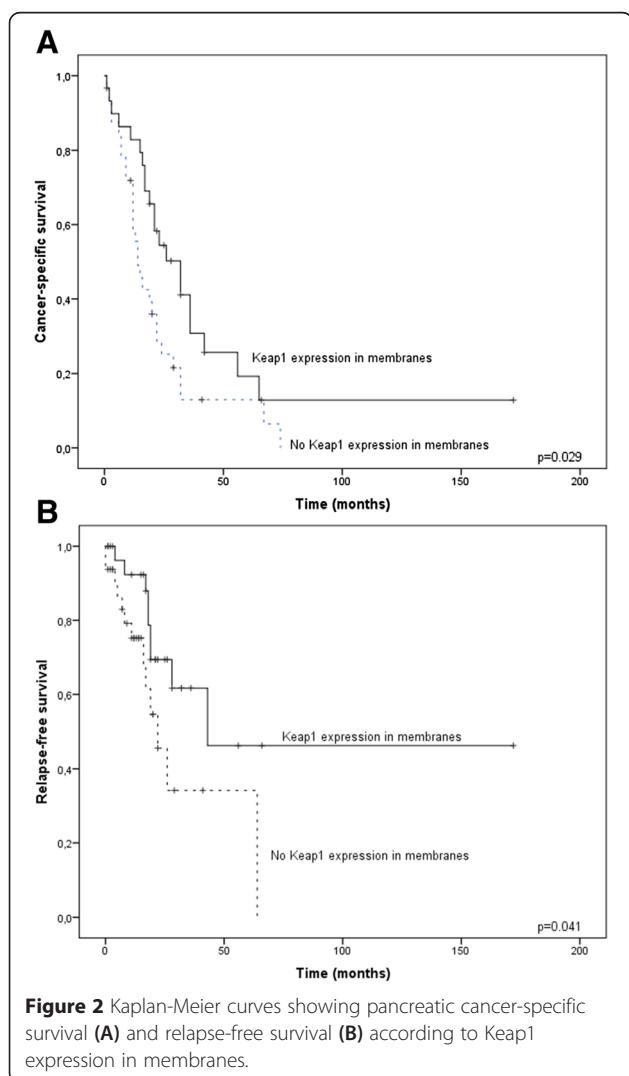 A
1,0
0,8
0,6
0,4
0,2
0,0
Cancer-specific survival
Keap1 expression in membranes
No Keap1 expression in membranes
p=0.029
0 50 100 150 200
Time (months)
B
1,0
0,8
0,6
0,4
0,2
0,0
Relapse-free survival
Keap1 expression in membranes
No Keap1 expression in membranes
p=0.041
0 50 100 150 200
Time (months)
Figure 2 Kaplan-Meier curves showing pancreatic cancer-specific
survival (A) and relapse-free survival (B) according to Keap1
expression in membranes.